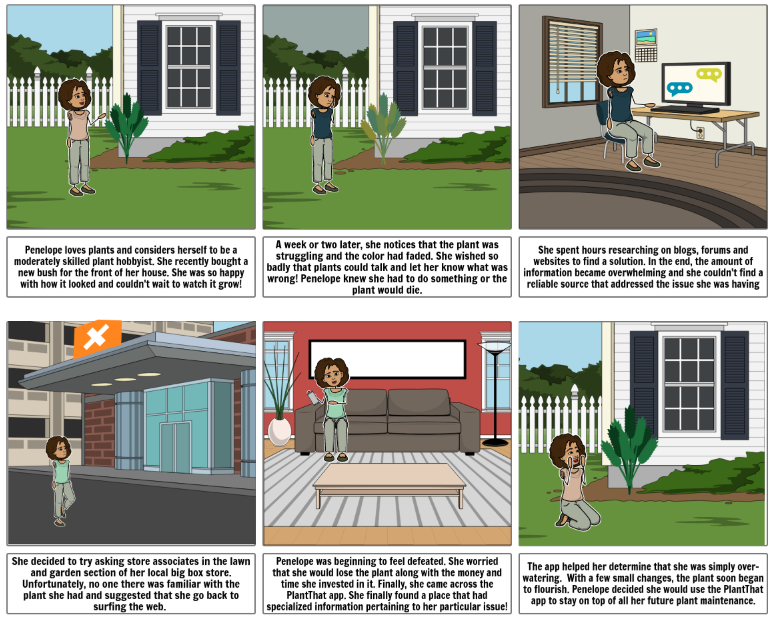 Penelope loves plants and considers herself to be a
moderately skilled plant hobbyist. She recently bought a
new bush for the front of her house. She was so happy
with how it looked and couldn't wait to watch it grow!
A week or two later, she notices that the plant was
struggling and the color had faded. She wished so
badly that plants could talk and let her know what was
wrong! Penelope knew she had to do something or the
plant would die.
She spent hours researching on blogs, forums and
websites to find a solution. In the end, the amount of
information became overwhelming and she couldn't find a
reliable source that addressed the issue she was having
She decided to try asking store associates in the lawn
and garden section of her local big box store.
Unfortunately, no one there was familiar with the
plant she had and suggested that she go back to
surfing the web.
Penelope was beginning to feel defeated. She worried
that she would lose the plant along with the money and
time she invested in it. Finally, she came across the
PlantThat app. She finally found a place that had
specialized information pertaining to her particular issue!
The app helped her determine that she was simply over-
watering.  With a few small changes, the plant soon began
to flourish. Penelope decided she would use the PlantThat
app to stay on top of all her future plant maintenance.